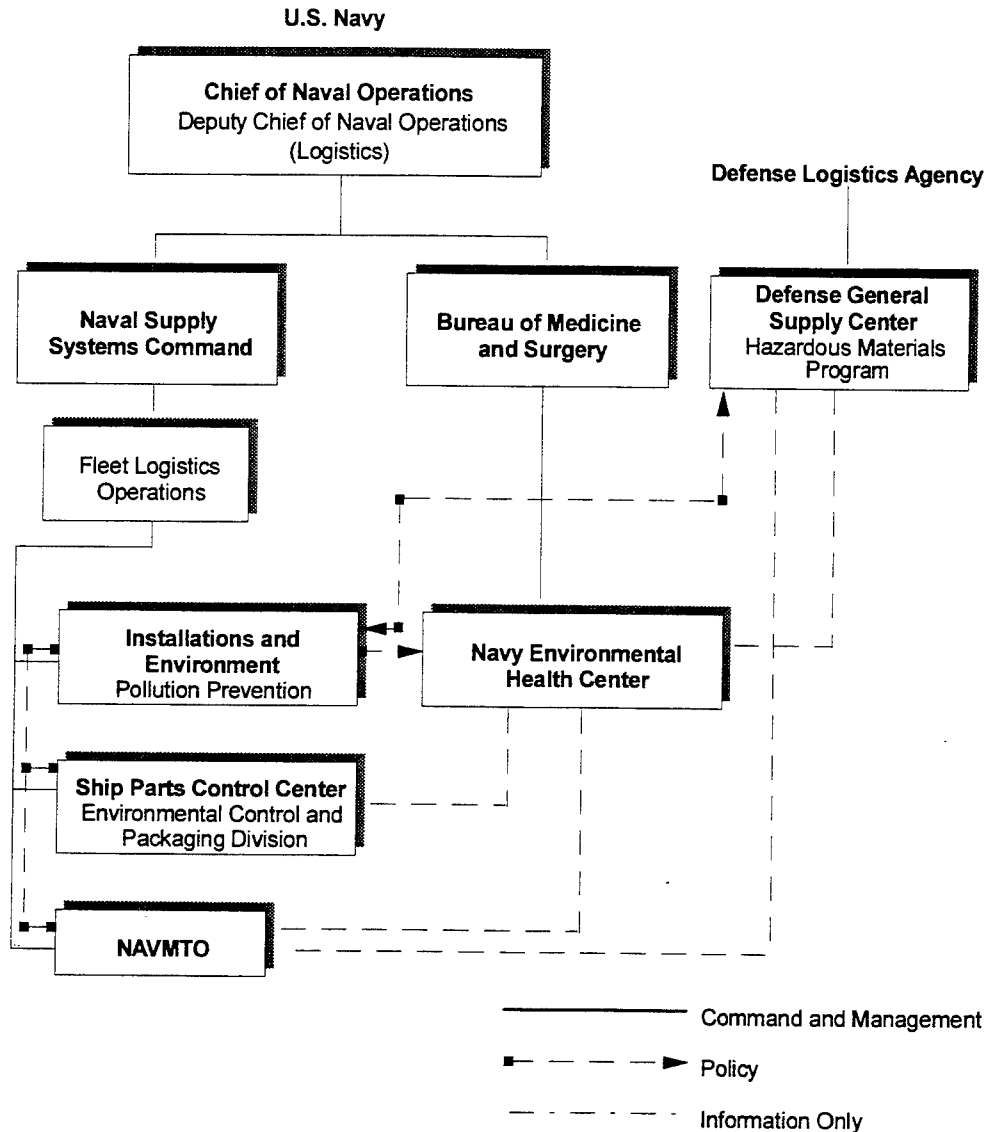 U.S. Navy
Chief of Naval Operations
Deputy Chief of Naval Operations
(Logistics)
Defense Logistics Agency
Naval Supply
Systems Command
Bureau of Medicine
and Surgery
Defense General
Supply Center
Hazardous Materials
Program
Fleet Logistics
Operations
Installations and
Environment
Pollution Prevention
Navy Environmental
Health Center
Ship Parts Control Center
Environmental Control and
Packaging Division
NAVMTO
Command and Management
Policy
Information Only